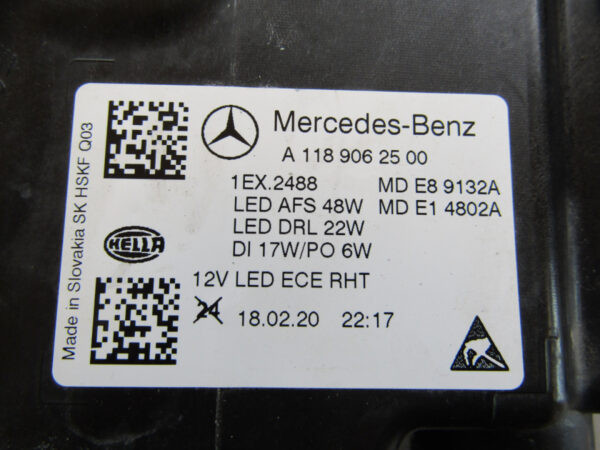 Mercedes-Benz
A 118 906 25 00
1EX.2488 MD E8 9132A
LED AFS 48W MD E1 4802A
LED DRL 22W
DI 17W/PO 6W
HELLA
12V LED ECE RHT
24 18.02.20 22:17
Made in Slovakia SK HSKF Q03